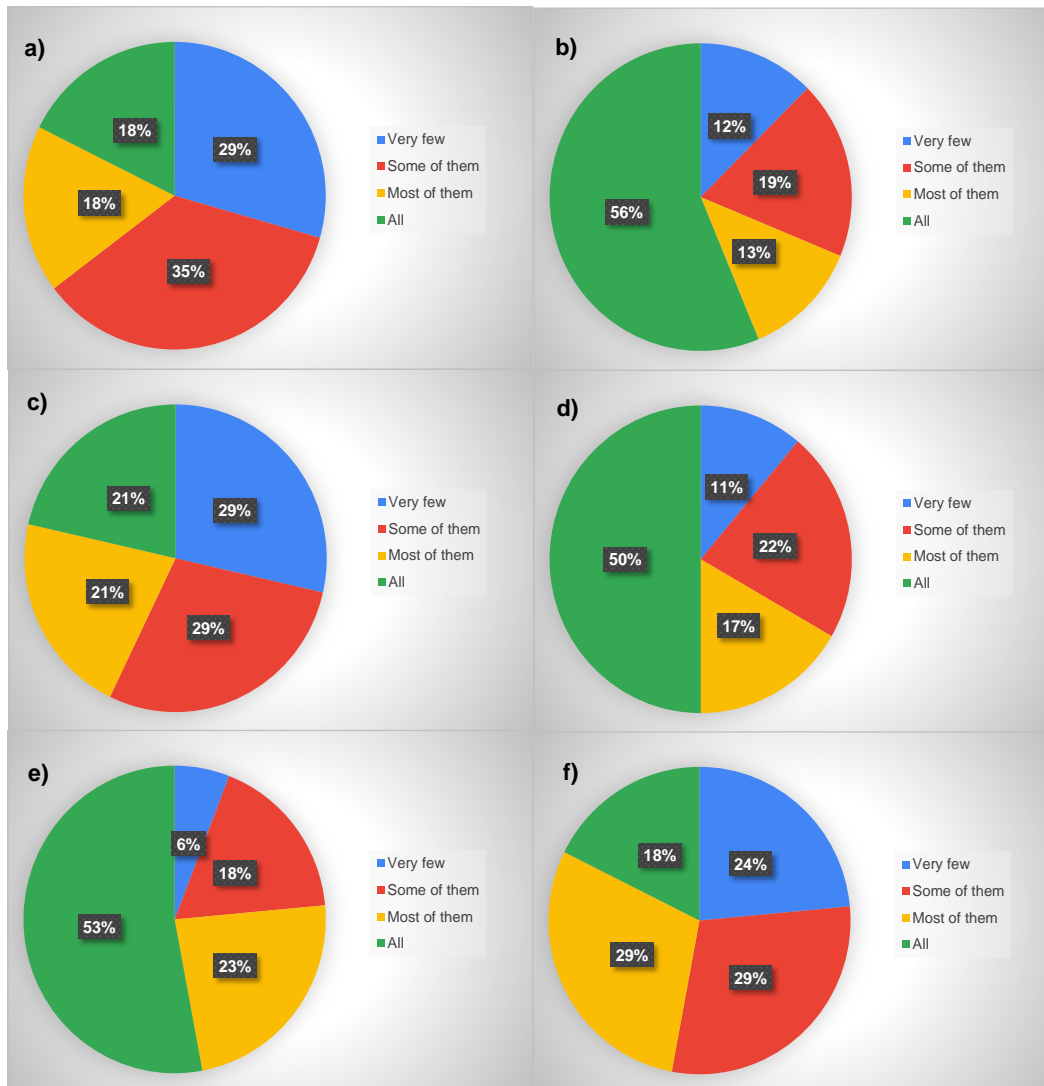 a)
18%
29%
18%
35%
Very few
Some of them
Most of them
All
b)
12%
19%
56%
13%
Very few
Some of them
Most of them
All
c)
21%
29%
21%
29%
Very few
Some of them
Most of them
All
d)
11%
22%
50%
17%
Very few
Some of them
Most of them
All
e)
6%
18%
53%
23%
Very few
Some of them
Most of them
All
f)
18%
24%
29%
29%
Very few
Some of them
Most of them
All